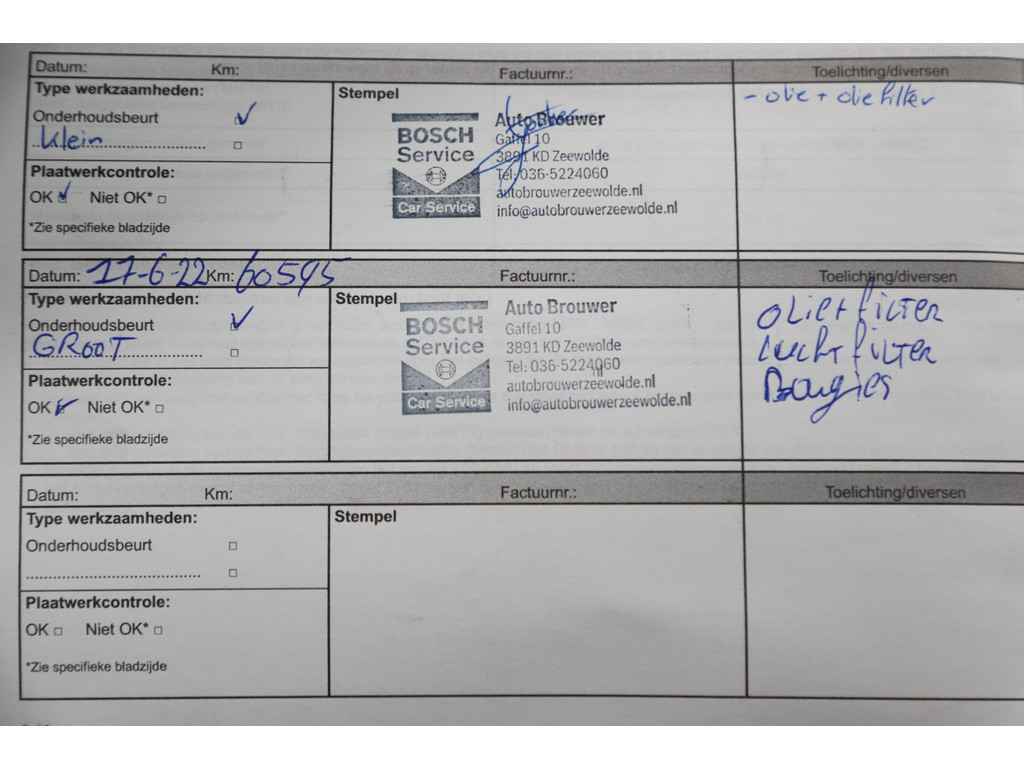 Datum: Km: Factuurnr.: Toelichting/diversen
Type werkzaamheden:
Onderhoudsbeurt
Klein
Plaatwerkcontrole:
OK Niet OK*
*Zie specifieke bladzijde
Stempel
BOSCH
Service
Car Service
Auto Brouwer
Gaffel 10
3891 KD Zeewolde
Tel: 036-5224060
autobrouwerzeewolde.nl
info@autobrouwerzeewolde.nl
- olie + oliefilter
Datum: 17-6-22 Km: 60595 Factuurnr.: Toelichting/diversen
Type werkzaamheden:
Onderhoudsbeurt
GROOT
Plaatwerkcontrole:
OK Niet OK*
*Zie specifieke bladzijde
Stempel
BOSCH
Service
Car Service
Auto Brouwer
Gaffel 10
3891 KD Zeewolde
Tel: 036-5224060
autobrouwerzeewolde.nl
info@autobrouwerzeewolde.nl
OLIE+FILTER
LUCHTFILTER
Bougies
Datum: Km: Factuurnr.: Toelichting/diversen
Type werkzaamheden:
Onderhoudsbeurt
Plaatwerkcontrole:
OK Niet OK*
*Zie specifieke bladzijde
Stempel